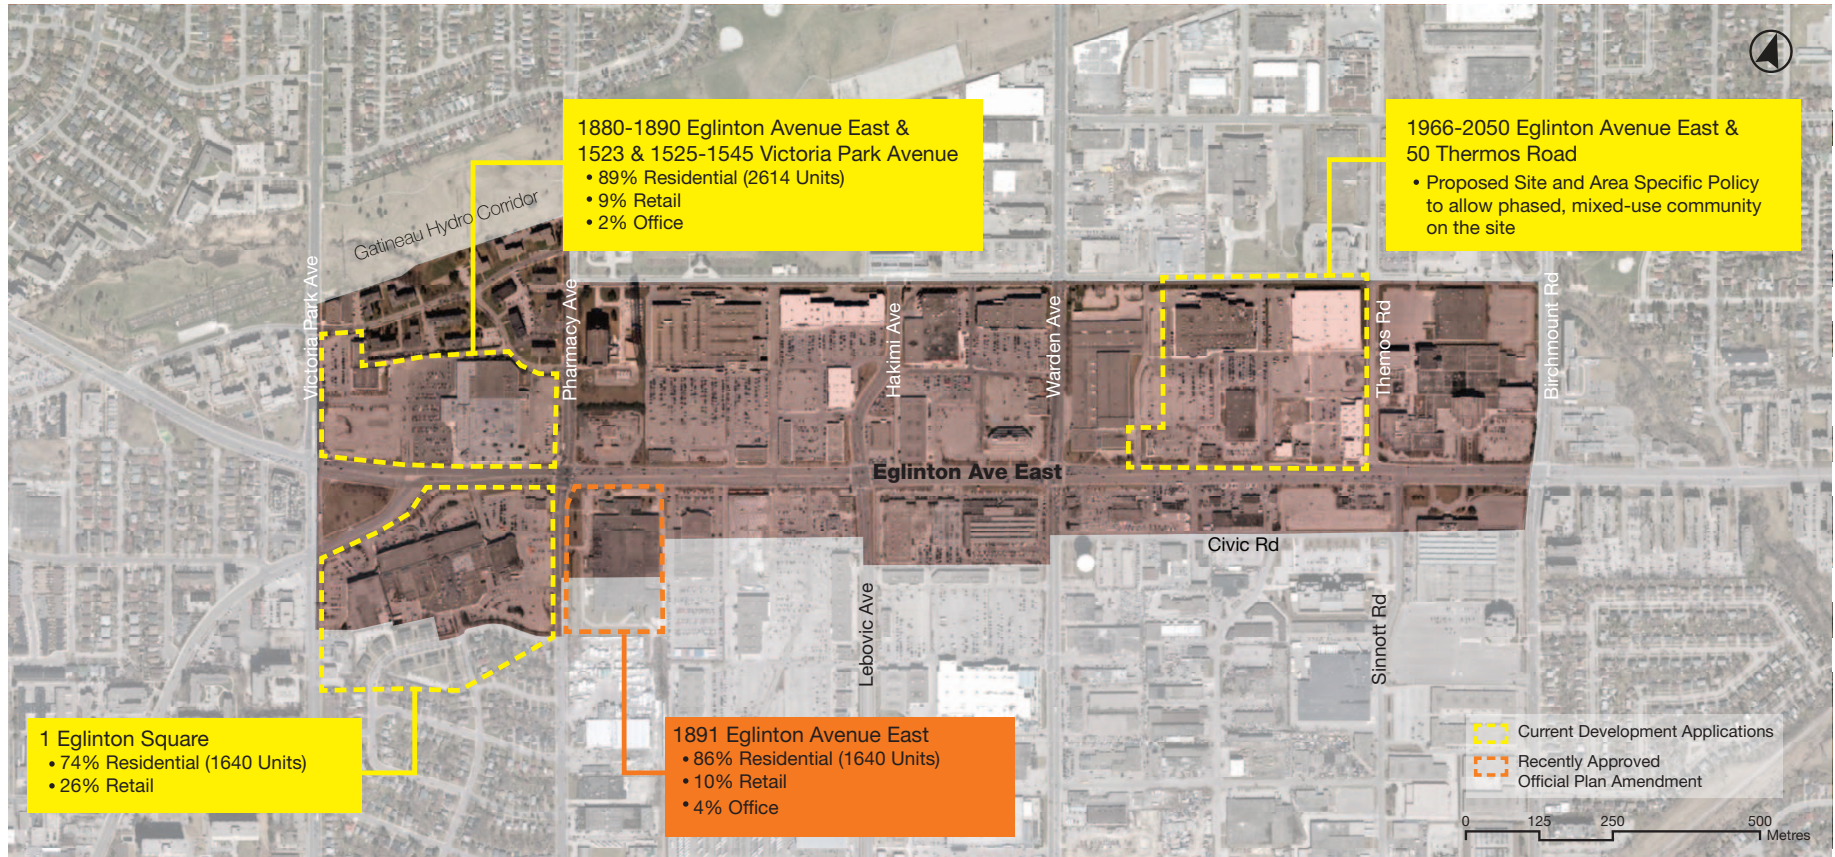 1880-1890 Eglinton Avenue East &
1523 & 1525-1545 Victoria Park Avenue
• 89% Residential (2614 Units)
• 9% Retail
• 2% Office
1966-2050 Eglinton Avenue East &
50 Thermos Road
• Proposed Site and Area Specific Policy
to allow phased, mixed-use community
on the site
Gatineau Hydro Corridor
Victoria Park Ave
Pharmacy Ave
Hakimi Ave
Warden Ave
Themos Rd
Birchmount Rd
Eglinton Ave East
Civic Rd
Lebovic Ave
Sinnott Rd
1 Eglinton Square
• 74% Residential (1640 Units)
• 26% Retail
1891 Eglinton Avenue East
• 86% Residential (1640 Units)
• 10% Retail
• 4% Office
Current Development Applications
Recently Approved
Official Plan Amendment
0 125 250 500
Metres